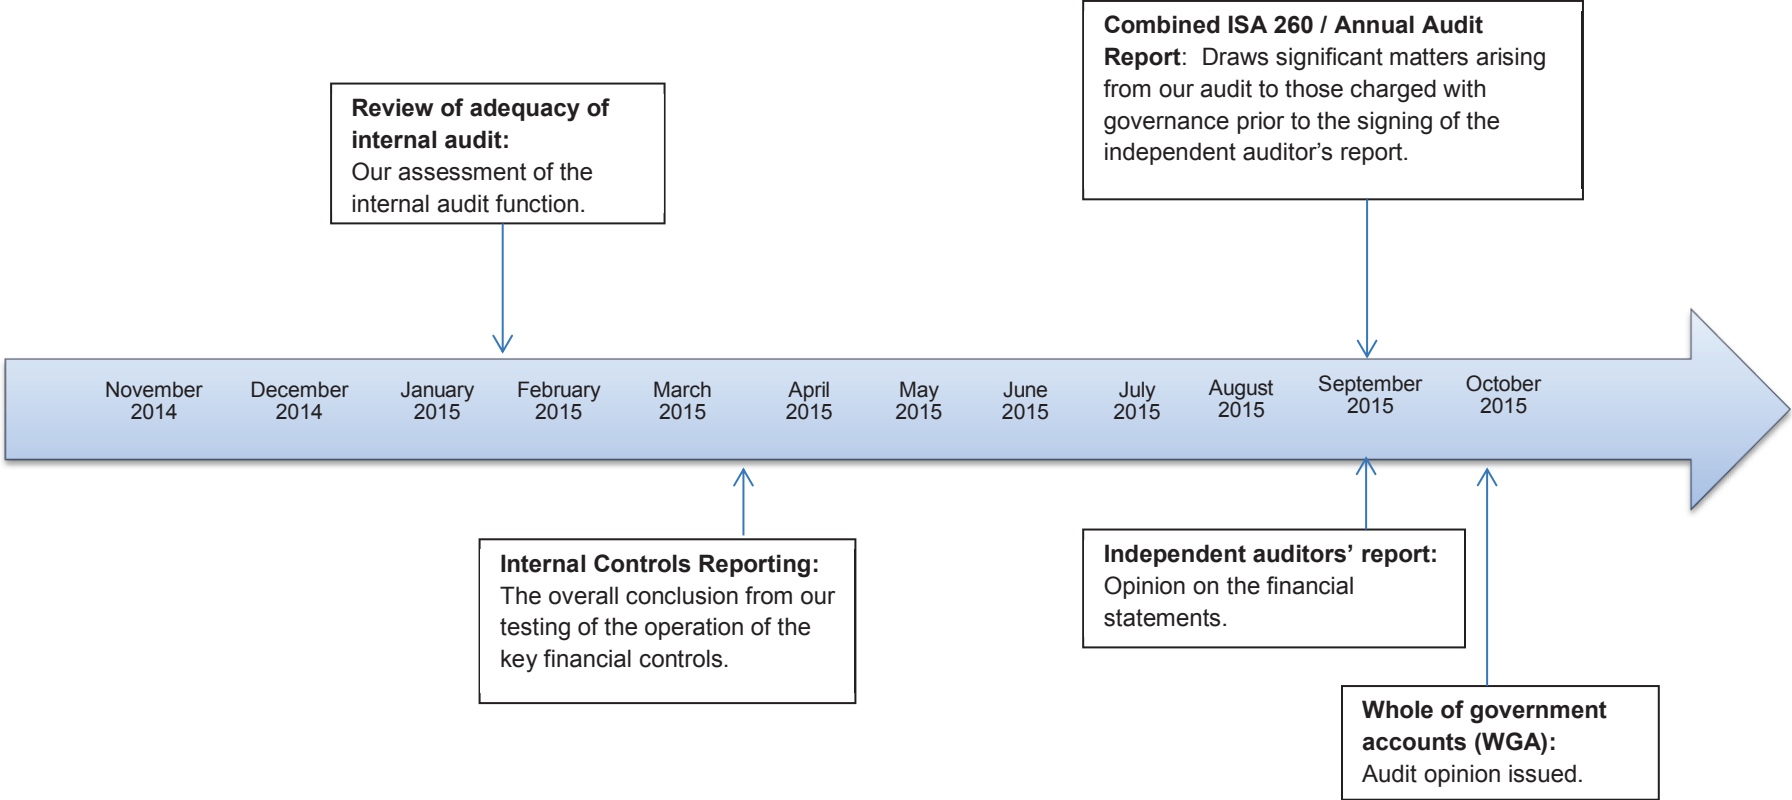 Combined ISA 260 / Annual Audit
Report:  Draws significant matters arising
from our audit to those charged with
governance prior to the signing of the
independent auditor’s report.
Review of adequacy of
internal audit:
Our assessment of the
internal audit function.
November
2014
December
2014
January
2015
February
2015
March
2015
April
2015
May
2015
June
2015
July
2015
August
2015
September
2015
October
2015
Internal Controls Reporting:
The overall conclusion from our
testing of the operation of the
key financial controls.
Independent auditors’ report:
Opinion on the financial
statements.
Whole of government
accounts (WGA):
Audit opinion issued.